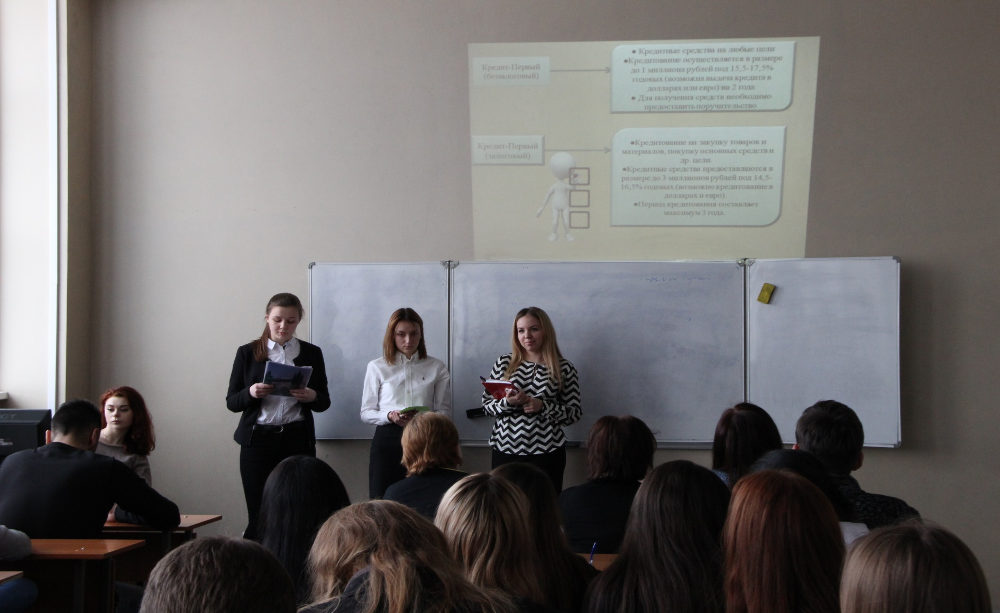 Кредит-Первый
(беззалоговый)
● Кредитные средства на любые цели
●Кредитование осуществляется в размере
до 1 миллиона рублей под 15,5-17,5%
годовых (возможна выдача кредита в
долларах или евро) на 2 года
● Для получения средств необходимо
предоставить поручительство
Кредит-Первый
(залоговый)
●Кредитование на закупку товаров и
материалов, покупку основных средств и
др. цели.
●Кредитные средства предоставляются в
размере до 3 миллионов рублей под 14,5-
16,5% годовых (возможно кредитование в
долларах и евро).
●Период кредитования составляет
максимум 3 года.